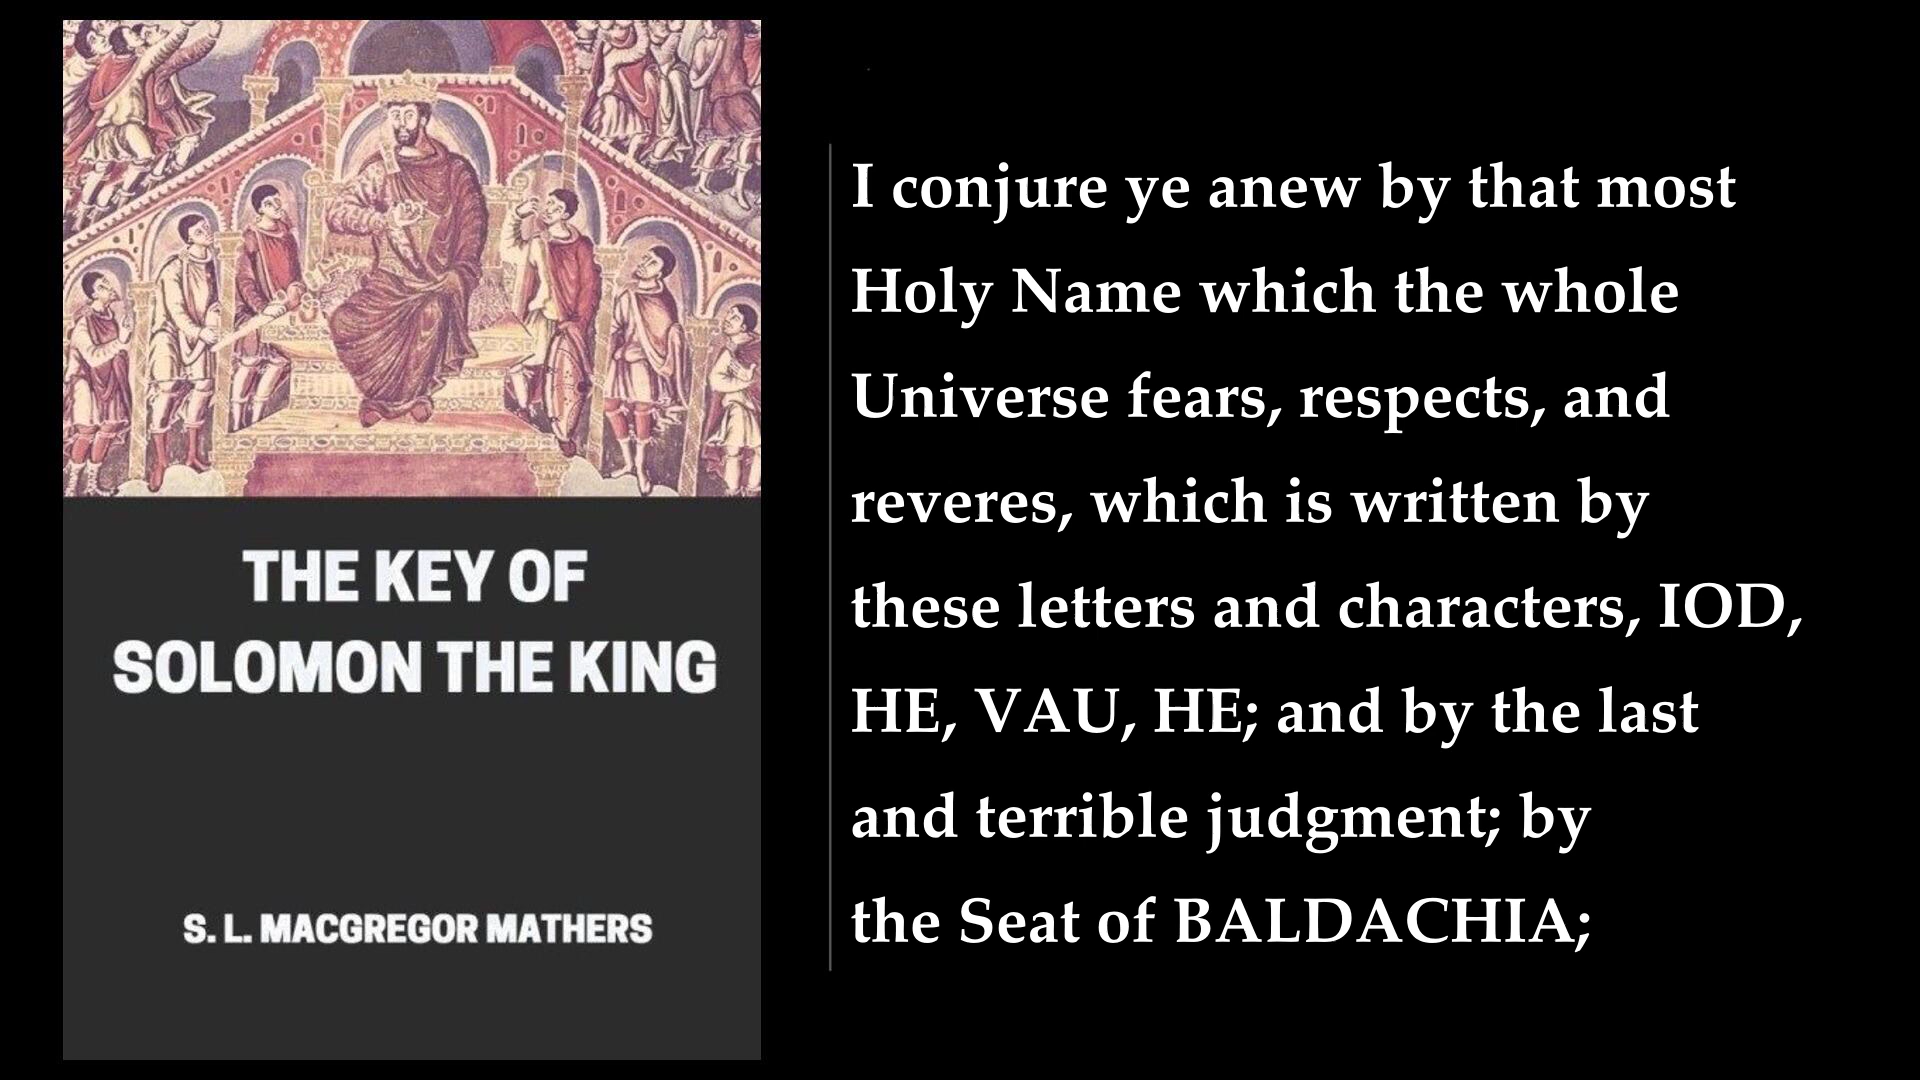 THE KEY OF
SOLOMON THE KING
S. L. MACGREGOR MATHERS
I conjure ye anew by that most
Holy Name which the whole
Universe fears, respects, and
reveres, which is written by
these letters and characters, IOD,
HE, VAU, HE; and by the last
and terrible judgment; by
the Seat of BALDACHIA;